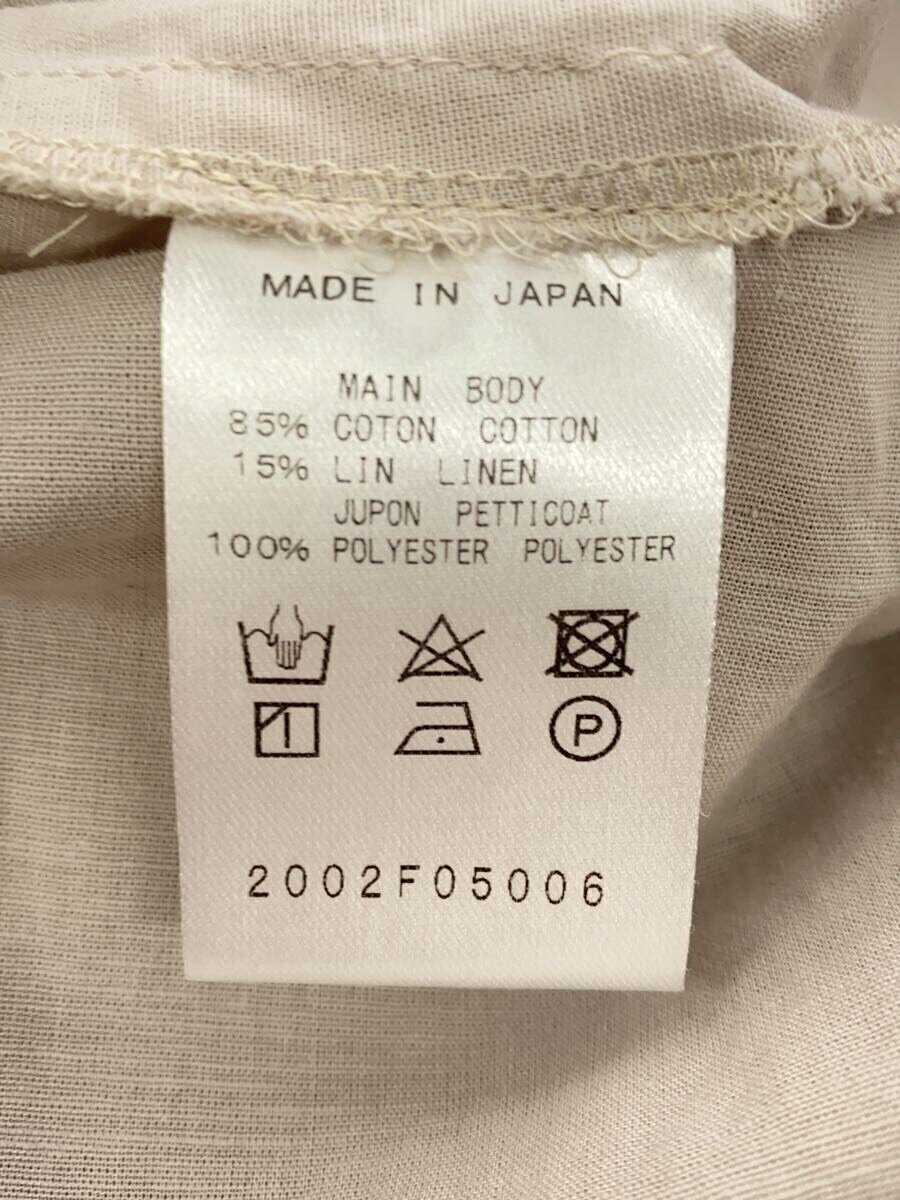 MADE IN JAPAN
MAIN BODY
85% COTON COTTON
15% LIN LINEN
JUPON PETTICOAT
100% POLYESTER POLYESTER
P
2002F05006